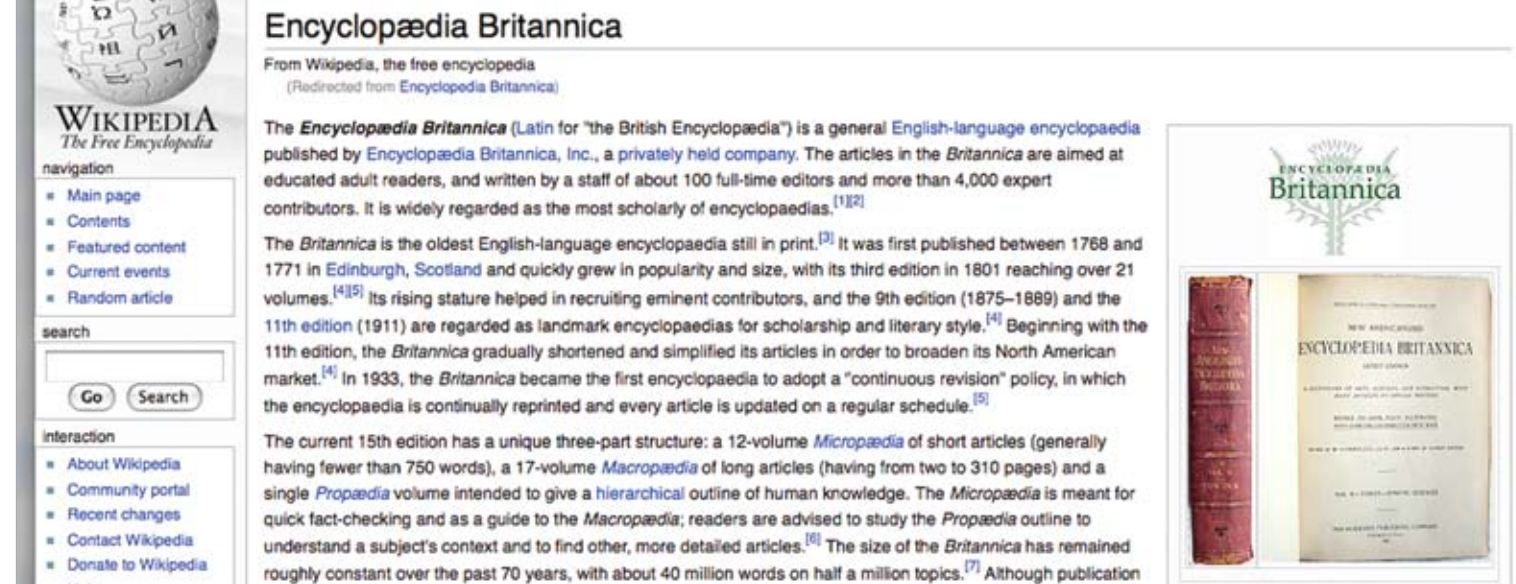 WIKIPEDIA
The Free Encyclopedia
navigation
Main page
Contents
Featured content
Current events
Random article
search
Go Search
interaction
About Wikipedia
Community portal
Recent changes
Contact Wikipedia
Donate to Wikipedia
Encyclopædia Britannica
From Wikipedia, the free encyclopedia
(Redirected from Encyclopedia Britannica)
The Encyclopædia Britannica (Latin for "the British Encyclopædia") is a general English-language encyclopaedia
published by Encyclopædia Britannica, Inc., a privately held company. The articles in the Britannica are aimed at
educated adult readers, and written by a staff of about 100 full-time editors and more than 4,000 expert
contributors. It is widely regarded as the most scholarly of encyclopaedias.[1][2]
The Britannica is the oldest English-language encyclopaedia still in print.[3] It was first published between 1768 and
1771 in Edinburgh, Scotland and quickly grew in popularity and size, with its third edition in 1801 reaching over 21
volumes.[4][5] Its rising stature helped in recruiting eminent contributors, and the 9th edition (1875–1889) and the
11th edition (1911) are regarded as landmark encyclopaedias for scholarship and literary style.[4] Beginning with the
11th edition, the Britannica gradually shortened and simplified its articles in order to broaden its North American
market.[4] In 1933, the Britannica became the first encyclopaedia to adopt a "continuous revision" policy, in which
the encyclopaedia is continually reprinted and every article is updated on a regular schedule.[5]
The current 15th edition has a unique three-part structure: a 12-volume Micropædia of short articles (generally
having fewer than 750 words), a 17-volume Macropædia of long articles (having from two to 310 pages) and a
single Propædia volume intended to give a hierarchical outline of human knowledge. The Micropædia is meant for
quick fact-checking and as a guide to the Macropædia; readers are advised to study the Propædia outline to
understand a subject's context and to find other, more detailed articles.[6] The size of the Britannica has remained
roughly constant over the past 70 years, with about 40 million words on half a million topics.[7] Although publication
ENCYCLOPÆDIA
Britannica
NEW AMERICANIZED
ENCYCLOPÆDIA BRITANNICA